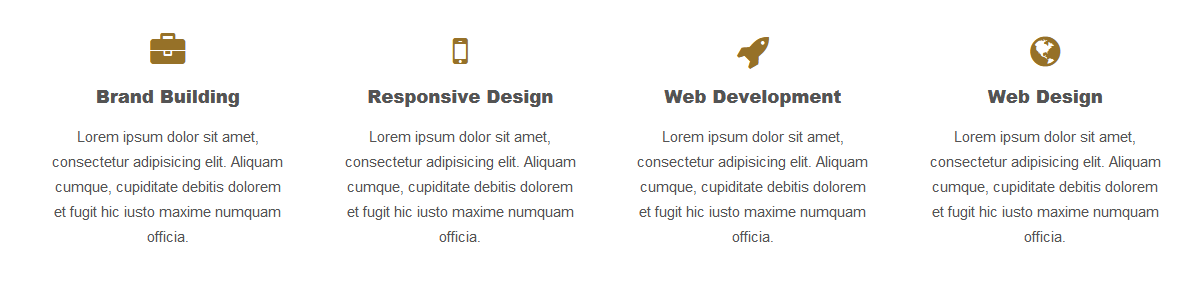 Brand Building
Lorem ipsum dolor sit amet,
consectetur adipisicing elit. Aliquam
cumque, cupiditate debitis dolorem
et fugit hic iusto maxime numquam
officia.
Responsive Design
Lorem ipsum dolor sit amet,
consectetur adipisicing elit. Aliquam
cumque, cupiditate debitis dolorem
et fugit hic iusto maxime numquam
officia.
Web Development
Lorem ipsum dolor sit amet,
consectetur adipisicing elit. Aliquam
cumque, cupiditate debitis dolorem
et fugit hic iusto maxime numquam
officia.
Web Design
Lorem ipsum dolor sit amet,
consectetur adipisicing elit. Aliquam
cumque, cupiditate debitis dolorem
et fugit hic iusto maxime numquam
officia.